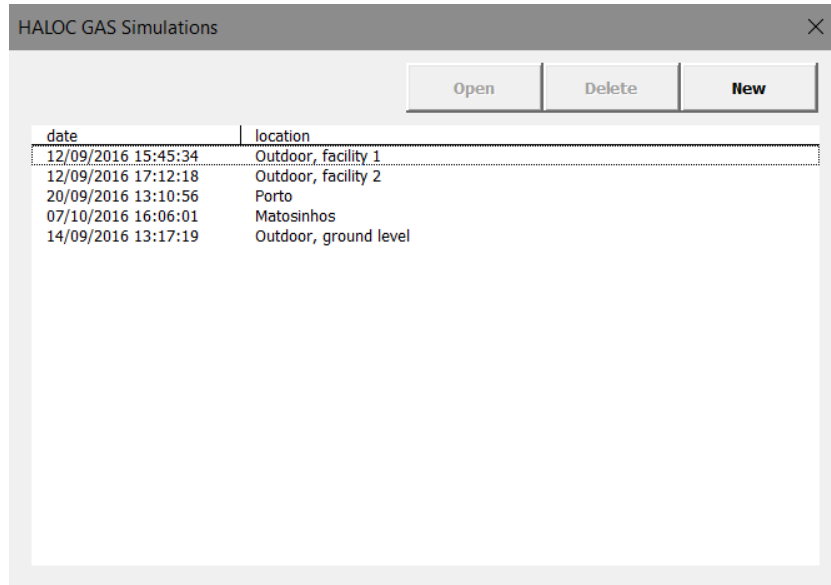 HALOC GAS Simulations
Open Delete New
date location
12/09/2016 15:45:34 Outdoor, facility 1
12/09/2016 17:12:18 Outdoor, facility 2
20/09/2016 13:10:56 Porto
07/10/2016 16:06:01 Matosinhos
14/09/2016 13:17:19 Outdoor, ground level